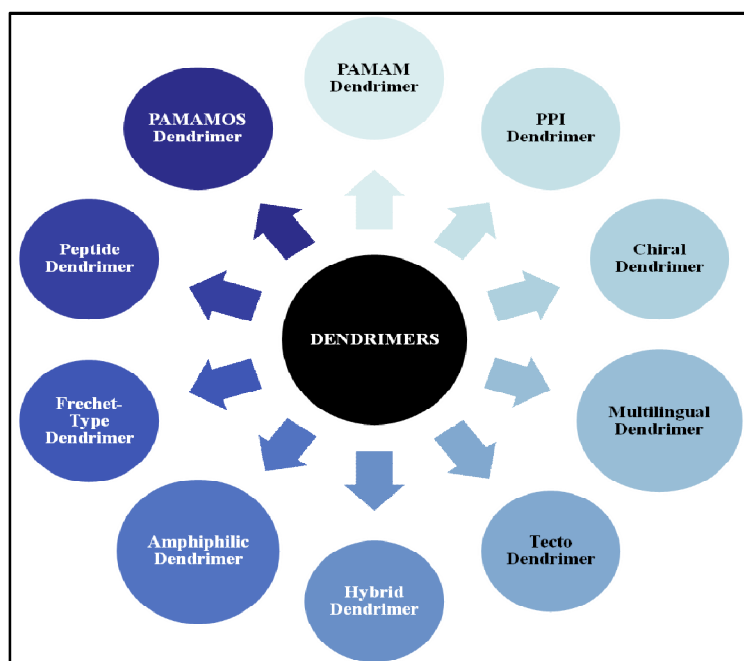 PAMAM
Dendrimer
PPI
Dendrimer
Chiral
Dendrimer
Multilingual
Dendrimer
Tecto
Dendrimer
Hybrid
Dendrimer
Amphiphilic
Dendrimer
Frechet-
Type
Dendrimer
Peptide
Dendrimer
PAMAMOS
Dendrimer
DENDRIMERS